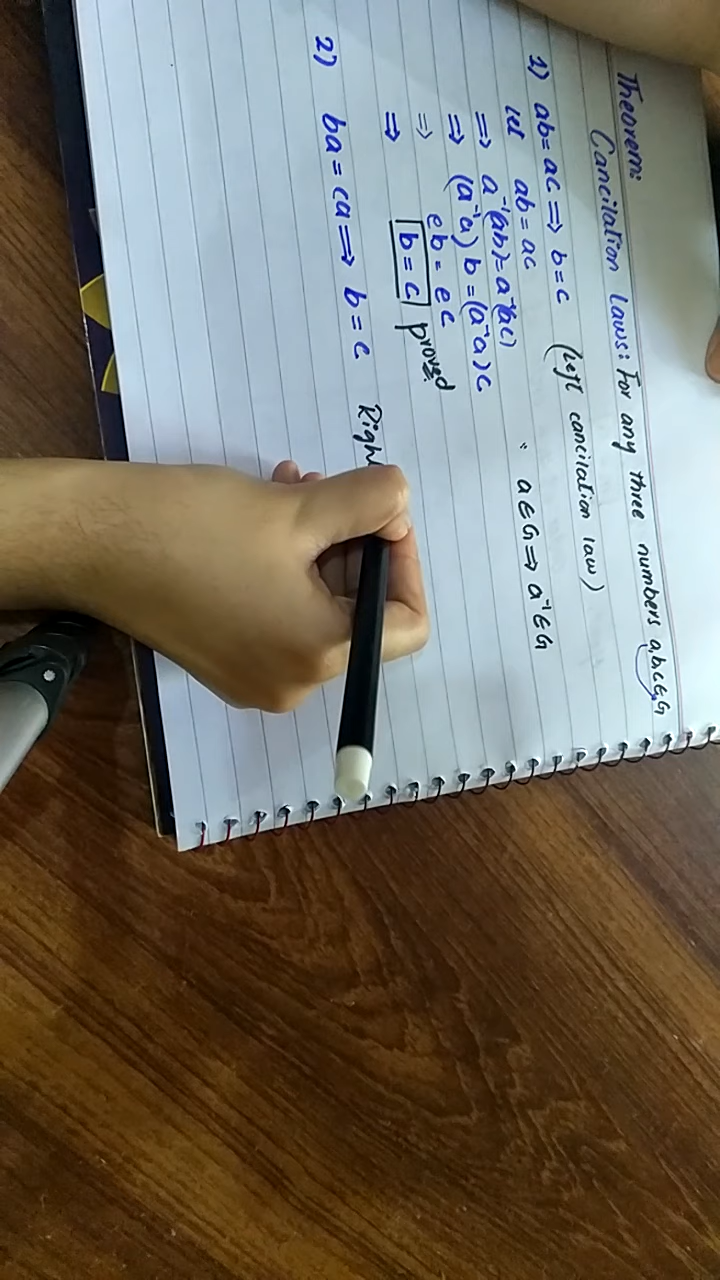 Theorem:
Cancilation Laws: For any three numbers a,b,c∈G
1) ab = ac ⇒ b = c (Left cancilation law)
let ab = ac ∵ a∈G ⇒ a⁻¹∈G
⇒ a⁻¹(ab) = a⁻¹(ac)
⇒ (a⁻¹a) b = (a⁻¹a) c
⇒ eb = ec
⇒ b = c proved
2) ba = ca ⇒ b = c Righ